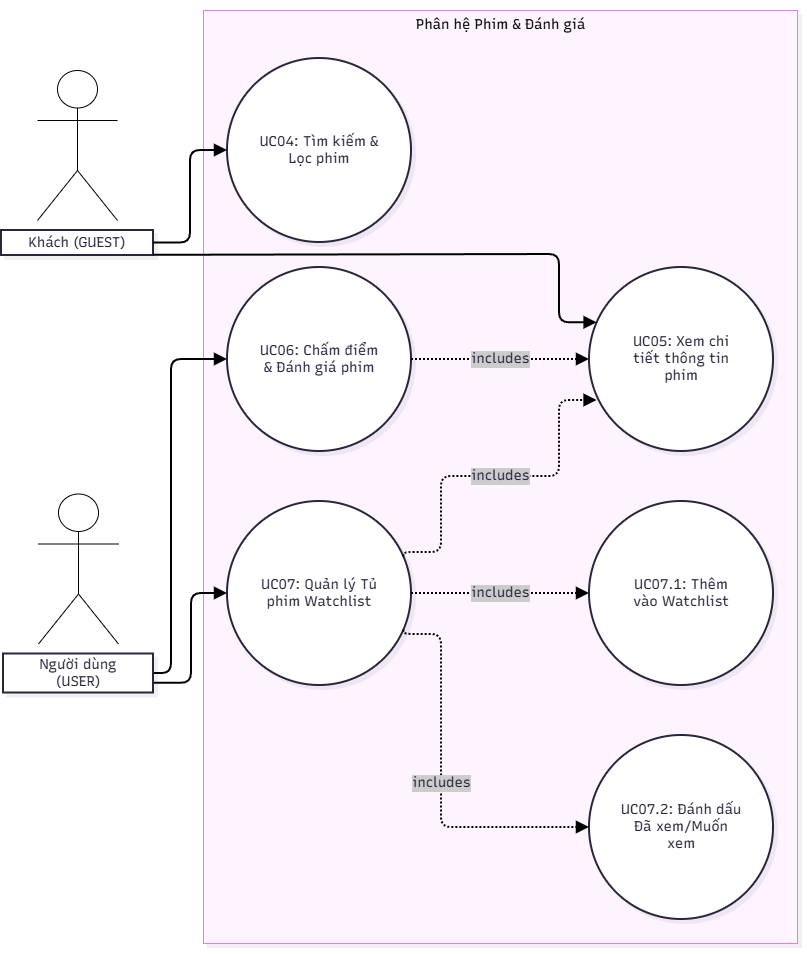 Phân hệ Phim & Đánh giá
UC04: Tìm kiếm &
Lọc phim
Khách (GUEST)
UC06: Chấm điểm
& Đánh giá phim
includes
UC05: Xem chi
tiết thông tin
phim
includes
UC07: Quản lý Tủ
phim Watchlist
includes
UC07.1: Thêm
vào Watchlist
Người dùng
(USER)
includes
UC07.2: Đánh dấu
Đã xem/Muốn
xem